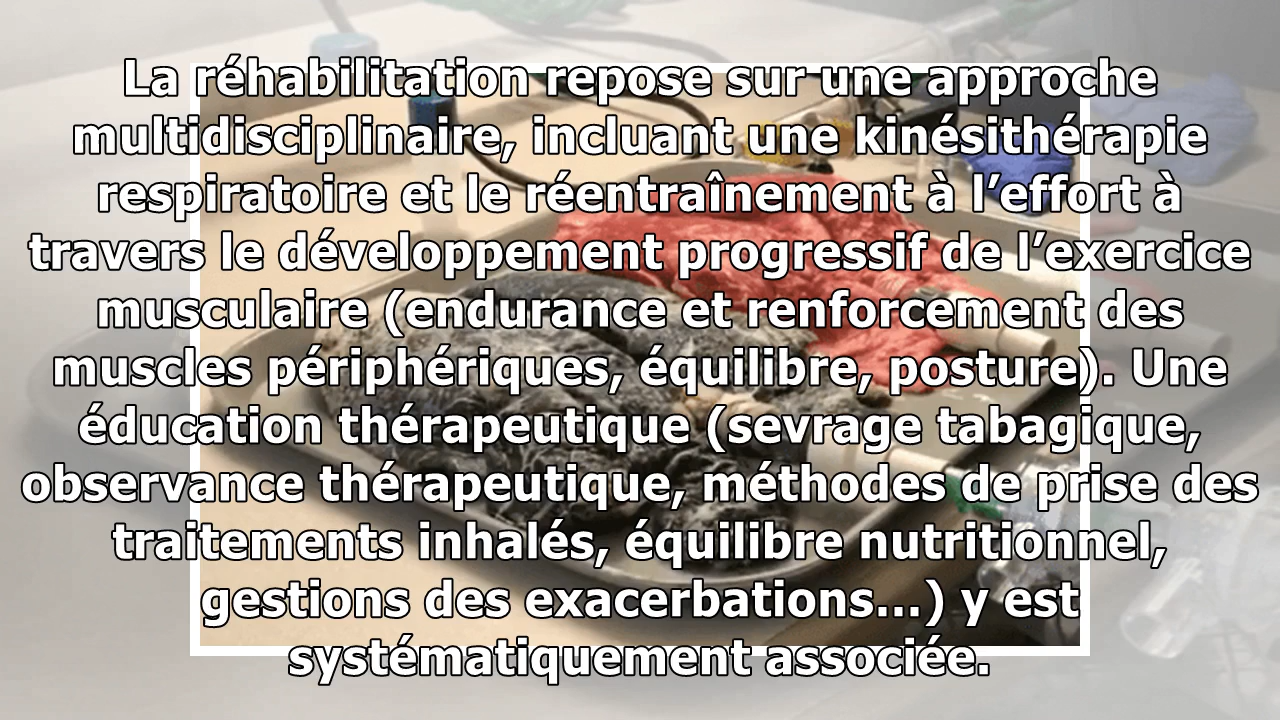 La réhabilitation repose sur une approche
multidisciplinaire, incluant une kinésithérapie
respiratoire et le réentraînement à l’effort à
travers le développement progressif de l’exercice
musculaire (endurance et renforcement des
muscles périphériques, équilibre, posture). Une
éducation thérapeutique (sevrage tabagique,
observance thérapeutique, méthodes de prise des
traitements inhalés, équilibre nutritionnel,
gestions des exacerbations…) y est
systématiquement associée.